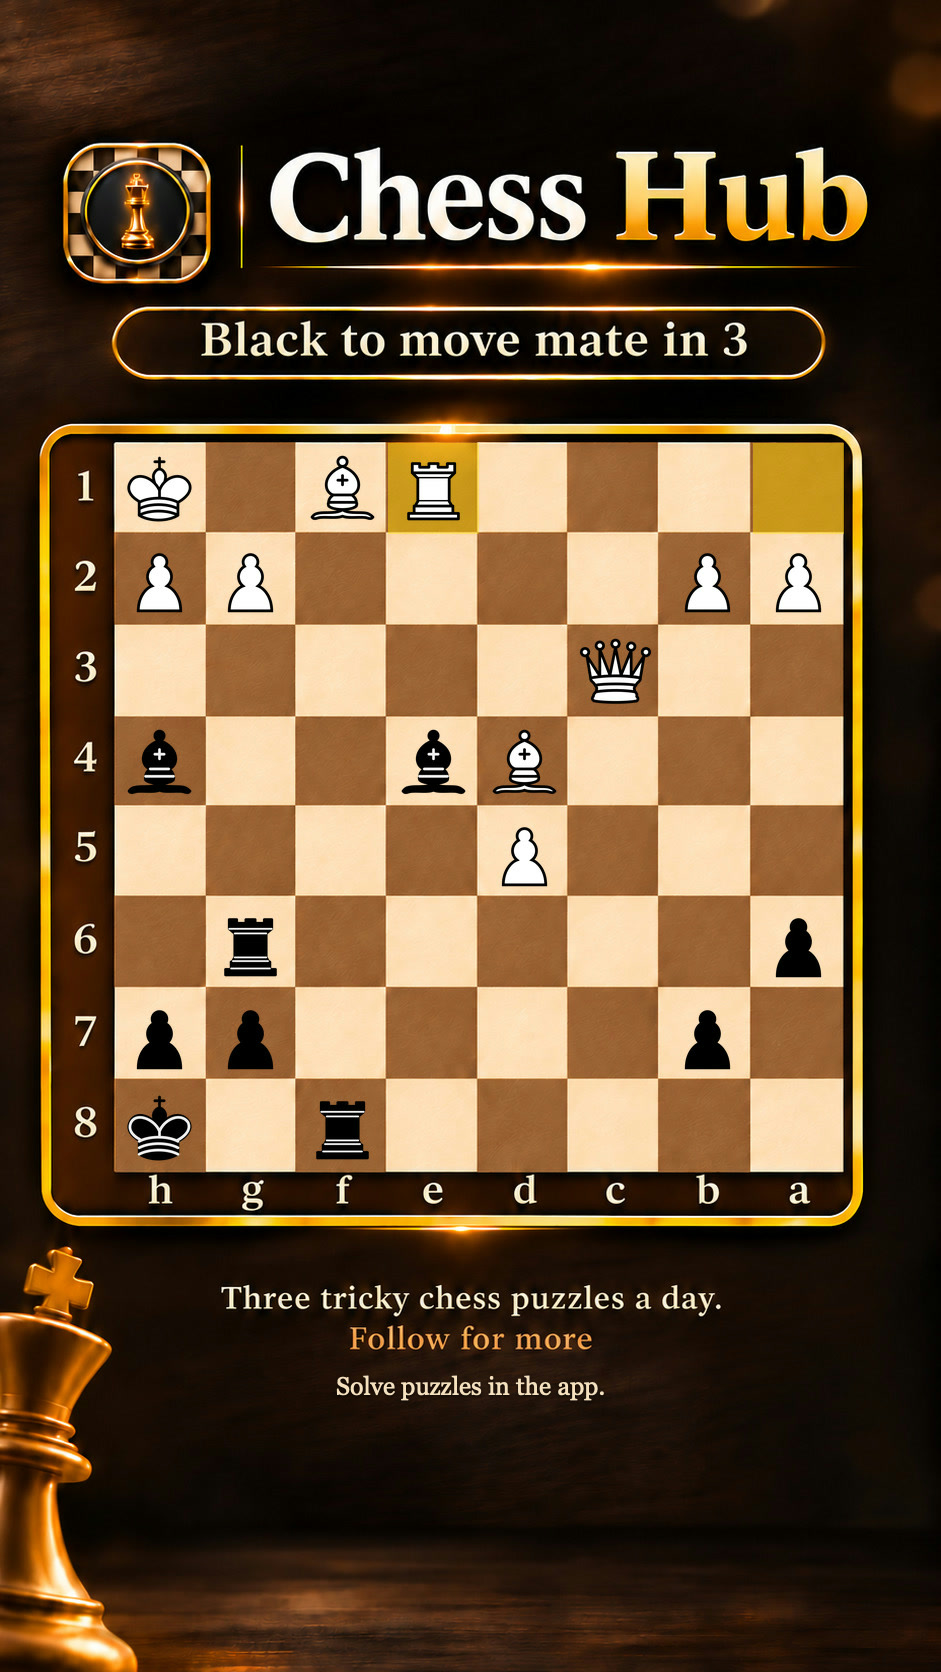 Chess Hub
Black to move mate in 3
1
2
3
4
5
6
7
8
h g f e d c b a
Three tricky chess puzzles a day.
Follow for more
Solve puzzles in the app.